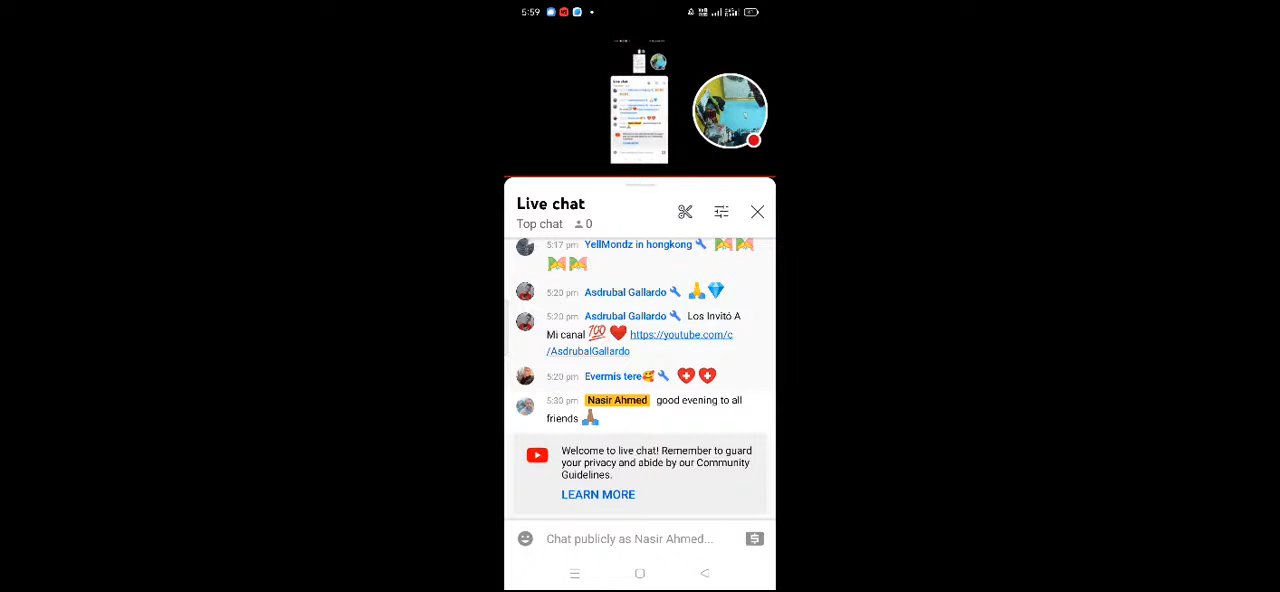 5:59
Live chat
Top chat 0
5:17 pm YellMondz in hongkong
5:20 pm Asdrubal Gallardo
5:20 pm Asdrubal Gallardo Los Invitó A
Mi canal 💯 ❤️ https://youtube.com/c
/AsdrubalGallardo
5:20 pm Evermis tere🥰
5:30 pm Nasir Ahmed good evening to all
friends 🙏🏽
Welcome to live chat! Remember to guard
your privacy and abide by our Community
Guidelines.
LEARN MORE
Chat publicly as Nasir Ahmed...